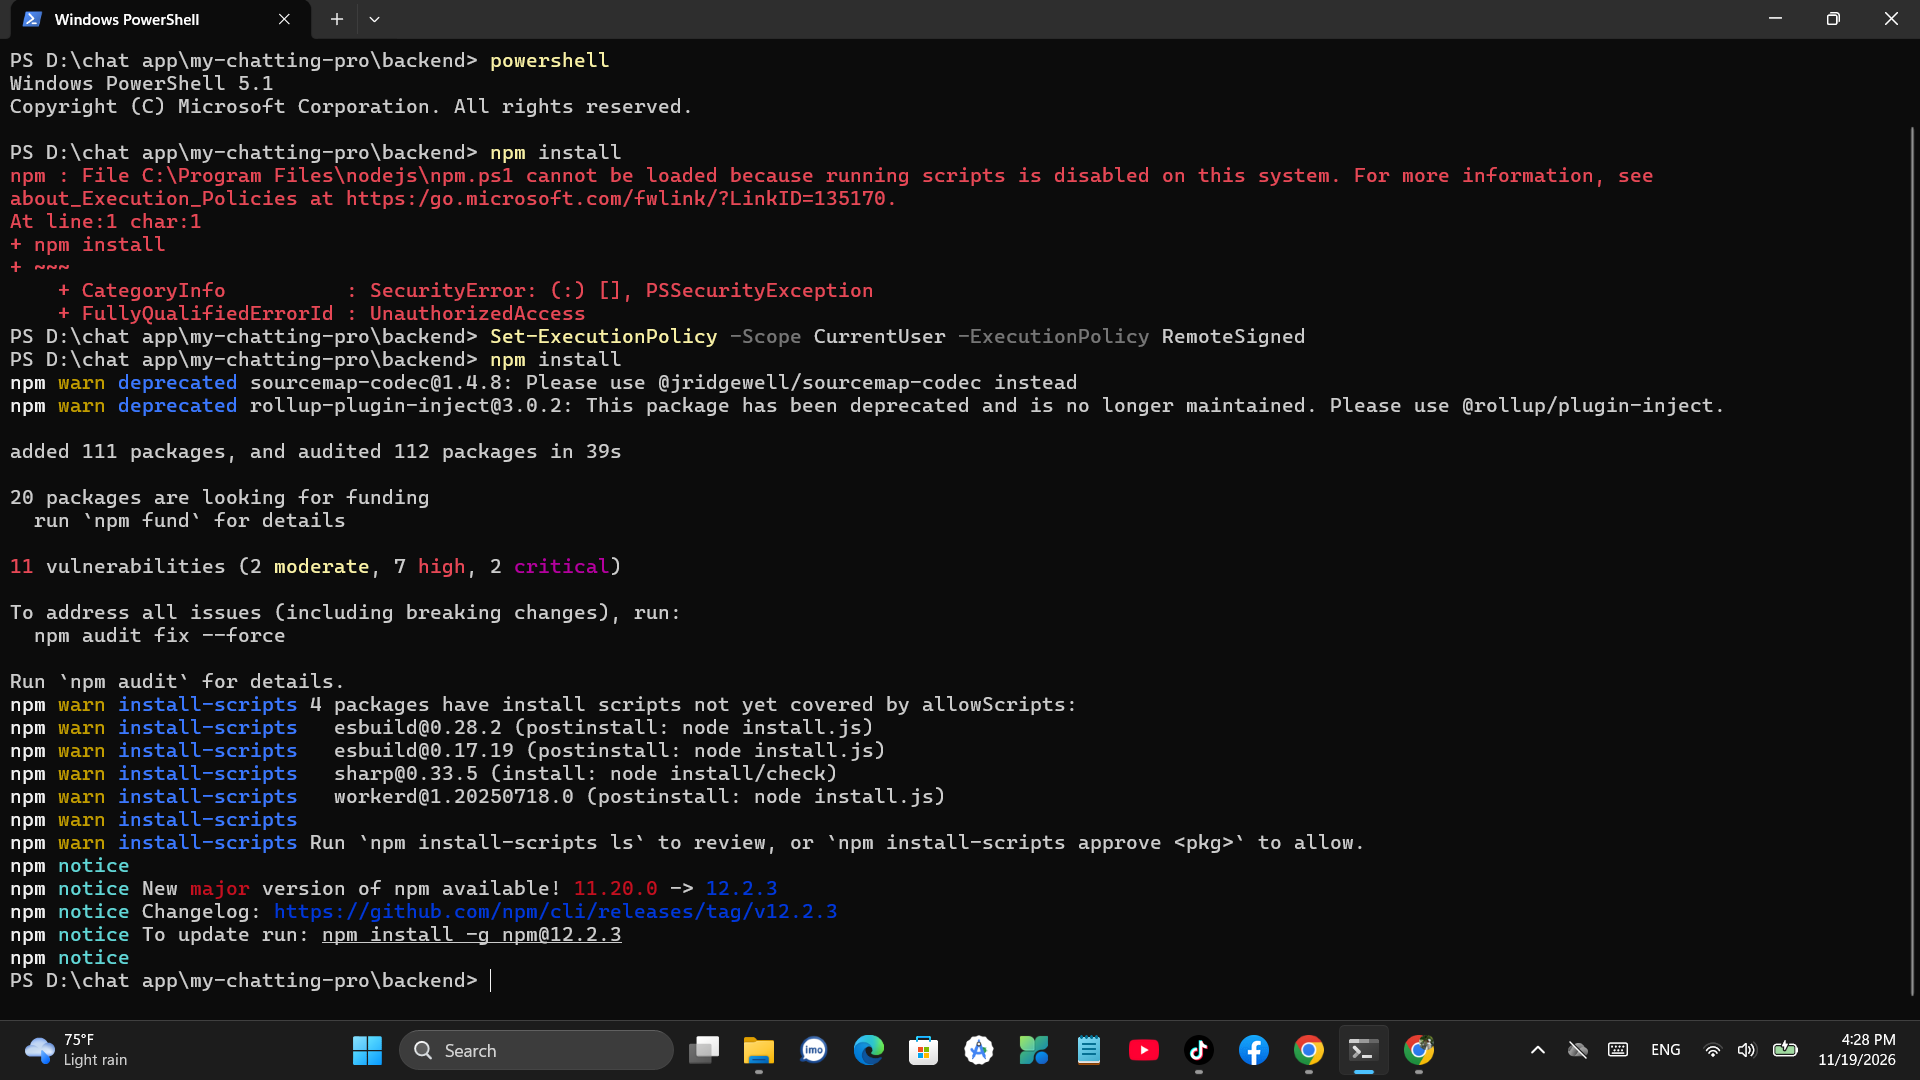 Windows PowerShell
PS D:\chat app\my-chatting-pro\backend> powershell
Windows PowerShell 5.1
Copyright (C) Microsoft Corporation. All rights reserved.
PS D:\chat app\my-chatting-pro\backend> npm install
npm : File C:\Program Files\nodejs\npm.ps1 cannot be loaded because running scripts is disabled on this system. For more information, see
about_Execution_Policies at https:/go.microsoft.com/fwlink/?LinkID=135170.
At line:1 char:1
+ npm install
+ ~~~
    + CategoryInfo          : SecurityError: (:) [], PSSecurityException
    + FullyQualifiedErrorId : UnauthorizedAccess
PS D:\chat app\my-chatting-pro\backend> Set-ExecutionPolicy -Scope CurrentUser -ExecutionPolicy RemoteSigned
PS D:\chat app\my-chatting-pro\backend> npm install
npm warn deprecated sourcemap-codec@1.4.8: Please use @jridgewell/sourcemap-codec instead
npm warn deprecated rollup-plugin-inject@3.0.2: This package has been deprecated and is no longer maintained. Please use @rollup/plugin-inject.
added 111 packages, and audited 112 packages in 39s
20 packages are looking for funding
  run `npm fund` for details
11 vulnerabilities (2 moderate, 7 high, 2 critical)
To address all issues (including breaking changes), run:
  npm audit fix --force
Run `npm audit` for details.
npm warn install-scripts 4 packages have install scripts not yet covered by allowScripts:
npm warn install-scripts   esbuild@0.28.2 (postinstall: node install.js)
npm warn install-scripts   esbuild@0.17.19 (postinstall: node install.js)
npm warn install-scripts   sharp@0.33.5 (install: node install/check)
npm warn install-scripts   workerd@1.20250718.0 (postinstall: node install.js)
npm warn install-scripts
npm warn install-scripts Run `npm install-scripts ls` to review, or `npm install-scripts approve <pkg>` to allow.
npm notice
npm notice New major version of npm available! 11.20.0 -> 12.2.3
npm notice Changelog: https://github.com/npm/cli/releases/tag/v12.2.3
npm notice To update run: npm install -g npm@12.2.3
npm notice
PS D:\chat app\my-chatting-pro\backend>
75°F
Light rain
Search
imo
ENG
4:28 PM
11/19/2026